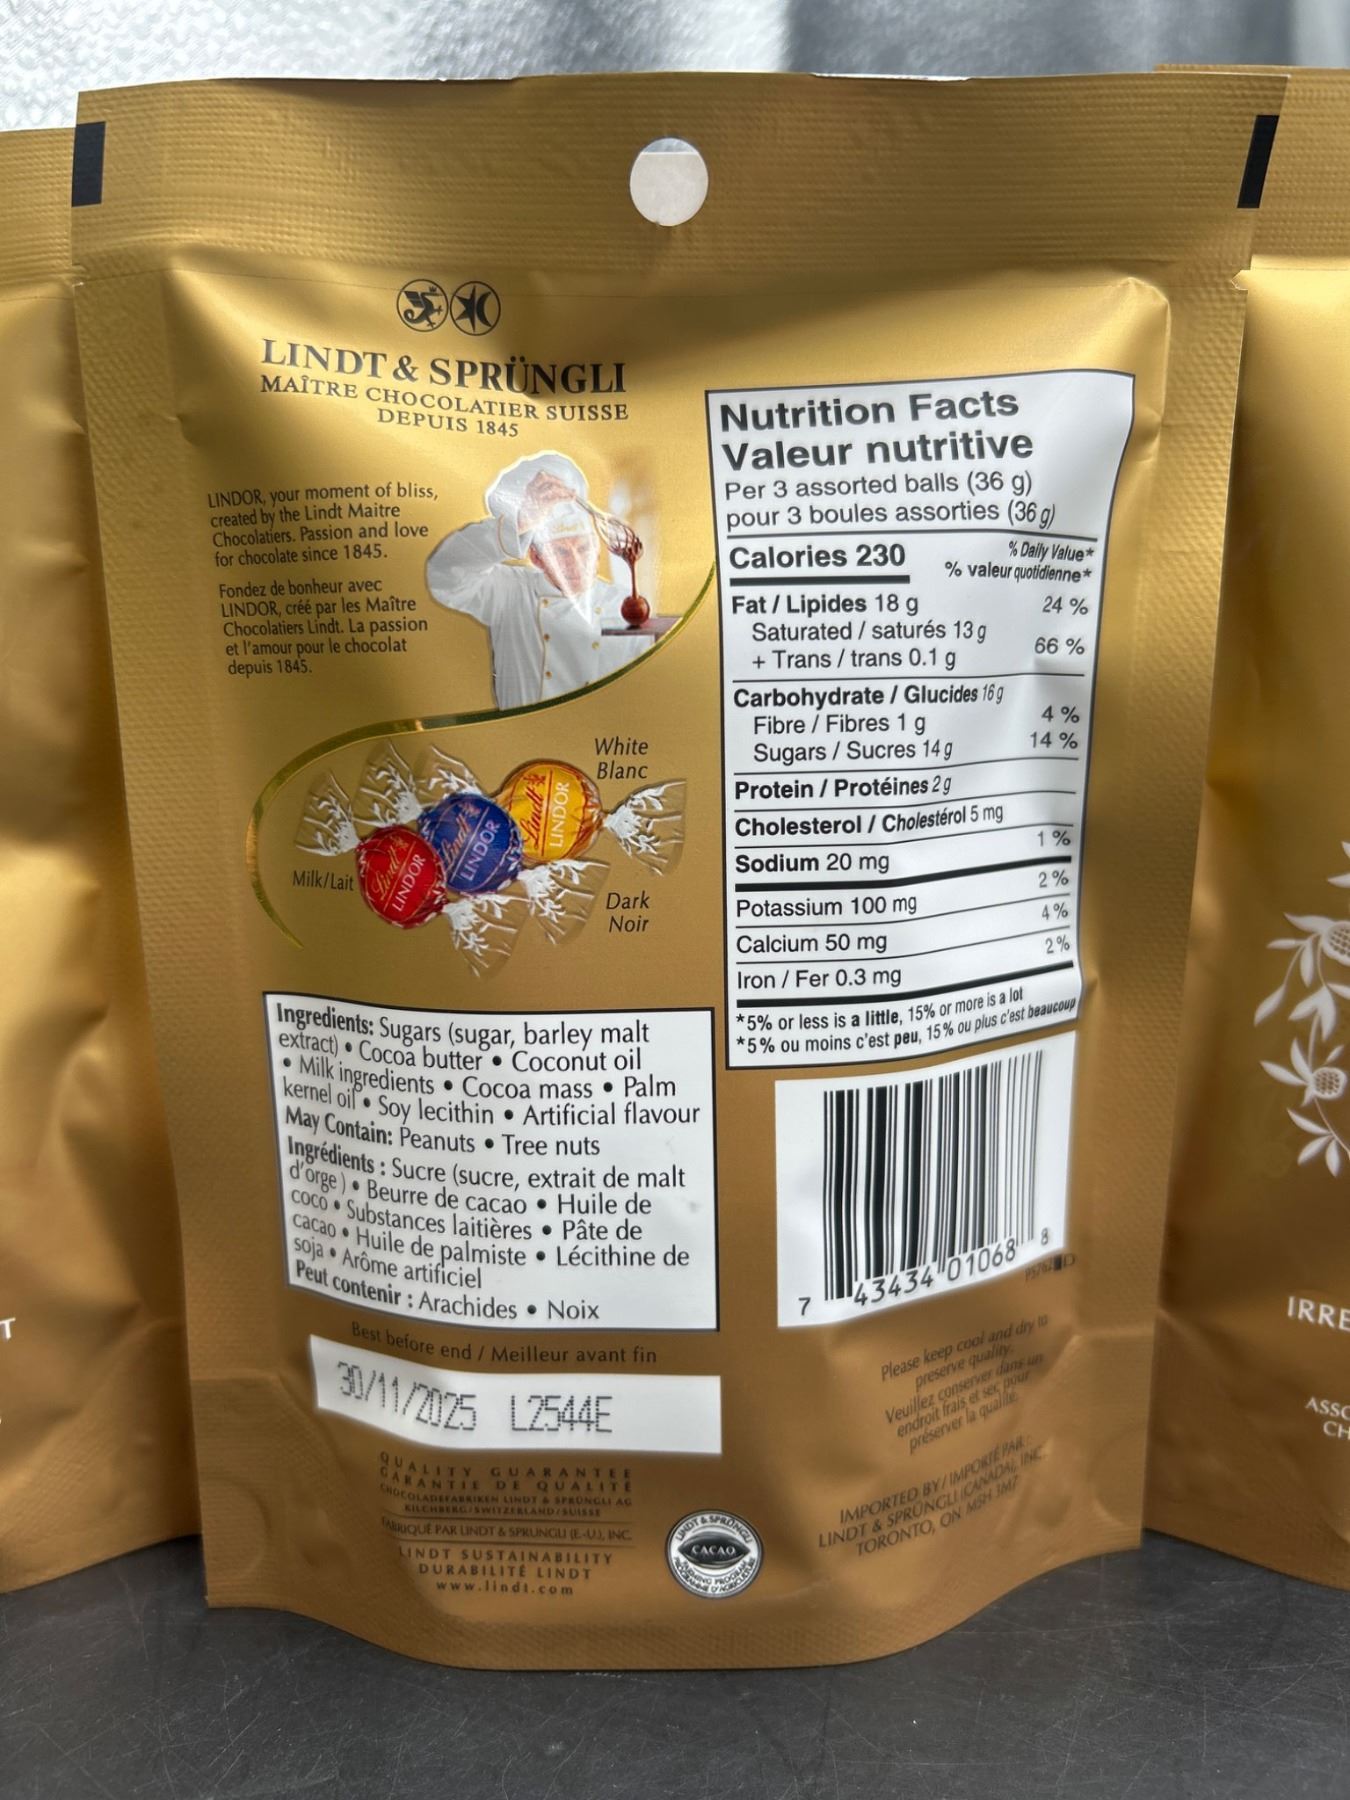 LINDT & SPRÜNGLI
MAÎTRE CHOCOLATIER SUISSE
DEPUIS 1845
LINDOR, your moment of bliss,
created by the Lindt Maitre
Chocolatiers. Passion and love
for chocolate since 1845.
Fondez de bonheur avec
LINDOR, créé par les Maître
Chocolatiers Lindt. La passion
et l'amour pour le chocolat
depuis 1845.
White
Blanc
Milk/Lait
Lindt
LINDOR
Lindt
LINDOR
Lindt
LINDOR
Dark
Noir
Nutrition Facts
Valeur nutritive
Per 3 assorted balls (36 g)
pour 3 boules assorties (36 g)
Calories 230
% Daily Value*
% valeur quotidienne*
Fat / Lipides 18 g 24 %
Saturated / saturés 13 g
+ Trans / trans 0.1 g 66 %
Carbohydrate / Glucides 16 g
Fibre / Fibres 1 g 4 %
Sugars / Sucres 14 g 14 %
Protein / Protéines 2 g
Cholesterol / Cholestérol 5 mg
Sodium 20 mg 1 %
Potassium 100 mg 2 %
Calcium 50 mg 4 %
Iron / Fer 0.3 mg 2 %
*5% or less is a little, 15% or more is a lot
*5% ou moins c'est peu, 15% ou plus c'est beaucoup
Ingredients: Sugars (sugar, barley malt
extract) • Cocoa butter • Coconut oil
• Milk ingredients • Cocoa mass • Palm
kernel oil • Soy lecithin • Artificial flavour
May Contain: Peanuts • Tree nuts
Ingrédients : Sucre (sucre, extrait de malt
d'orge) • Beurre de cacao • Huile de
coco • Substances laitières • Pâte de
cacao • Huile de palmiste • Lécithine de
soja • Arôme artificiel
Peut contenir : Arachides • Noix
7 43434 01068 8
Best before end / Meilleur avant fin
30/11/2025 L2544E
Please keep cool and dry to
preserve quality.
Veuillez conserver dans un
endroit frais et sec pour
préserver la qualité.
QUALITY GUARANTEE
GARANTIE DE QUALITÉ
CHOCOLADEFABRIKEN LINDT & SPRÜNGLI AG
KILCHBERG/SWITZERLAND/SUISSE
FABRIQUÉ PAR LINDT & SPRUNGLI (E.-U.), INC.
LINDT SUSTAINABILITY
DURABILITÉ LINDT
www.lindt.com
LINDT & SPRÜNGLI
CACAO
IMPORTED BY / IMPORTÉ PAR:
LINDT & SPRÜNGLI (CANADA), INC.
TORONTO, ON M5H 3M7
T
IRRE
ASSO
CH